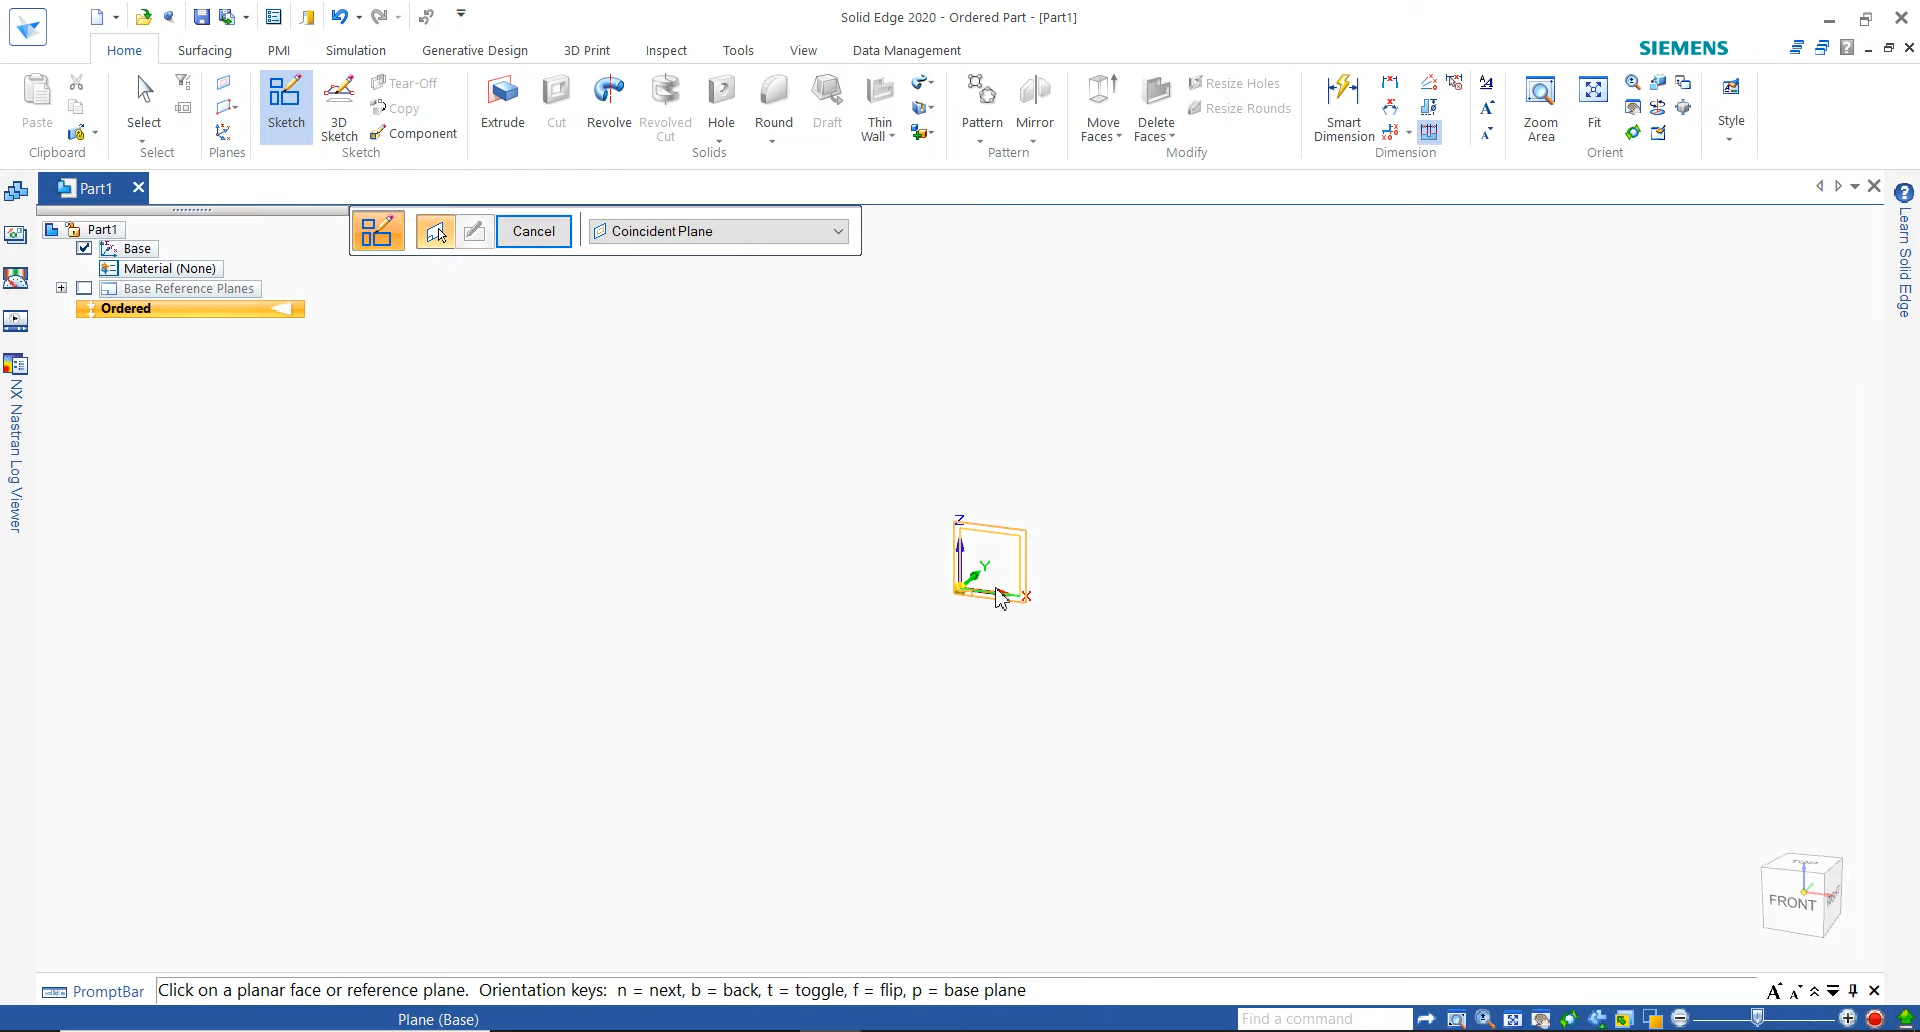 Solid Edge 2020 - Ordered Part - [Part1]
Home
Surfacing
PMI
Simulation
Generative Design
3D Print
Inspect
Tools
View
Data Management
SIEMENS
Paste
Clipboard
Select
Select
Planes
Sketch
3D
Sketch
Tear-Off
Copy
Component
Sketch
Extrude
Cut
Revolve
Revolved
Cut
Hole
Round
Draft
Thin
Wall
Solids
Pattern
Mirror
Pattern
Move
Faces
Delete
Faces
Resize Holes
Resize Rounds
Modify
Smart
Dimension
Dimension
Zoom
Area
Fit
Orient
Style
Part1
Part1
Base
Material (None)
Base Reference Planes
Ordered
Cancel
Coincident Plane
Learn Solid Edge
NX Nastran Log Viewer
Z
Y
X
TOP
FRONT
PromptBar
Click on a planar face or reference plane. Orientation keys: n = next, b = back, t = toggle, f = flip, p = base plane
Plane (Base)
Find a command